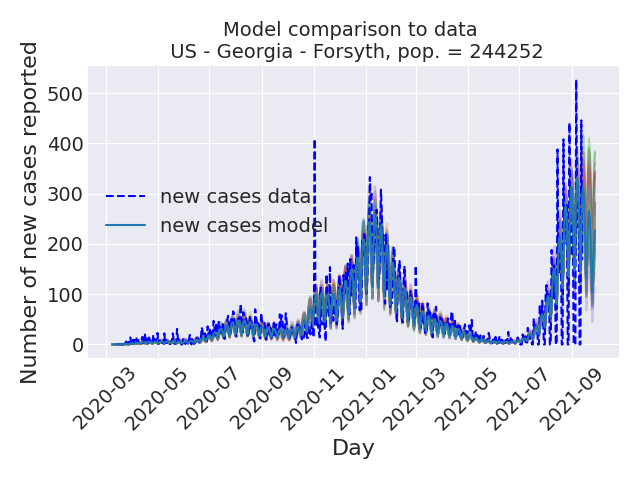 Model comparison to data
US - Georgia - Forsyth, pop. = 244252
Number of new cases reported
500
400
300
200
100
0
new cases data
new cases model
2020-03
2020-05
2020-07
2020-09
2020-11
2021-01
2021-03
2021-05
2021-07
2021-09
Day